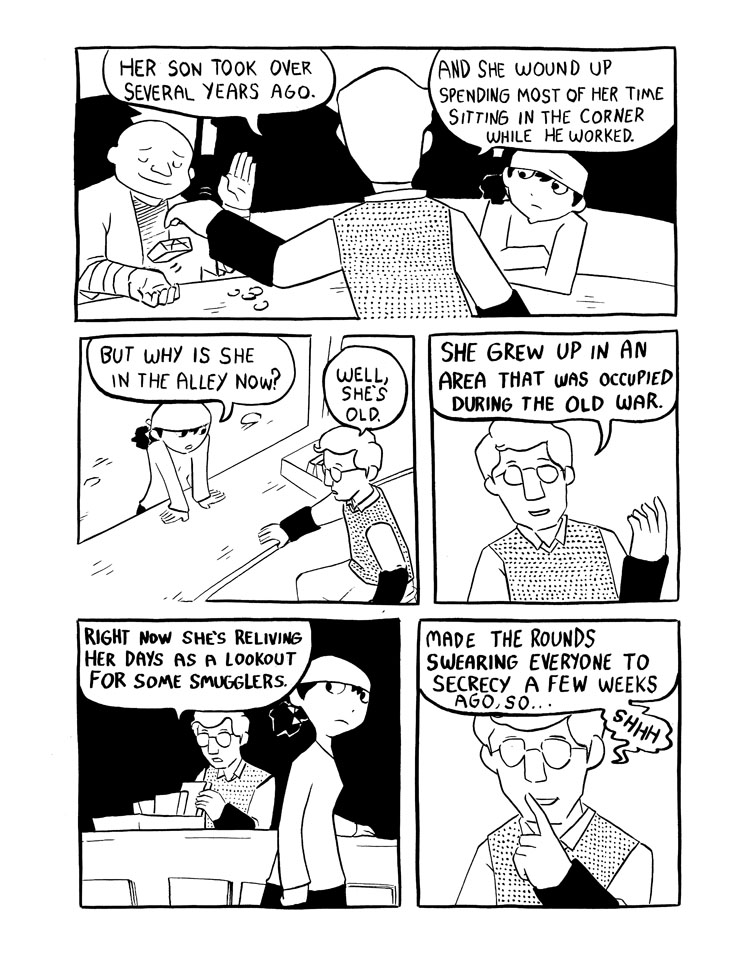 HER SON TOOK OVER
SEVERAL YEARS AGO.
AND SHE WOUND UP
SPENDING MOST OF HER TIME
SITTING IN THE CORNER
WHILE HE WORKED.
BUT WHY IS SHE
IN THE ALLEY NOW?
WELL,
SHE'S
OLD.
SHE GREW UP IN AN
AREA THAT WAS OCCUPIED
DURING THE OLD WAR.
RIGHT NOW SHE'S RELIVING
HER DAYS AS A LOOKOUT
FOR SOME SMUGGLERS.
MADE THE ROUNDS
SWEARING EVERYONE TO
SECRECY A FEW WEEKS
AGO, SO...
SHHH